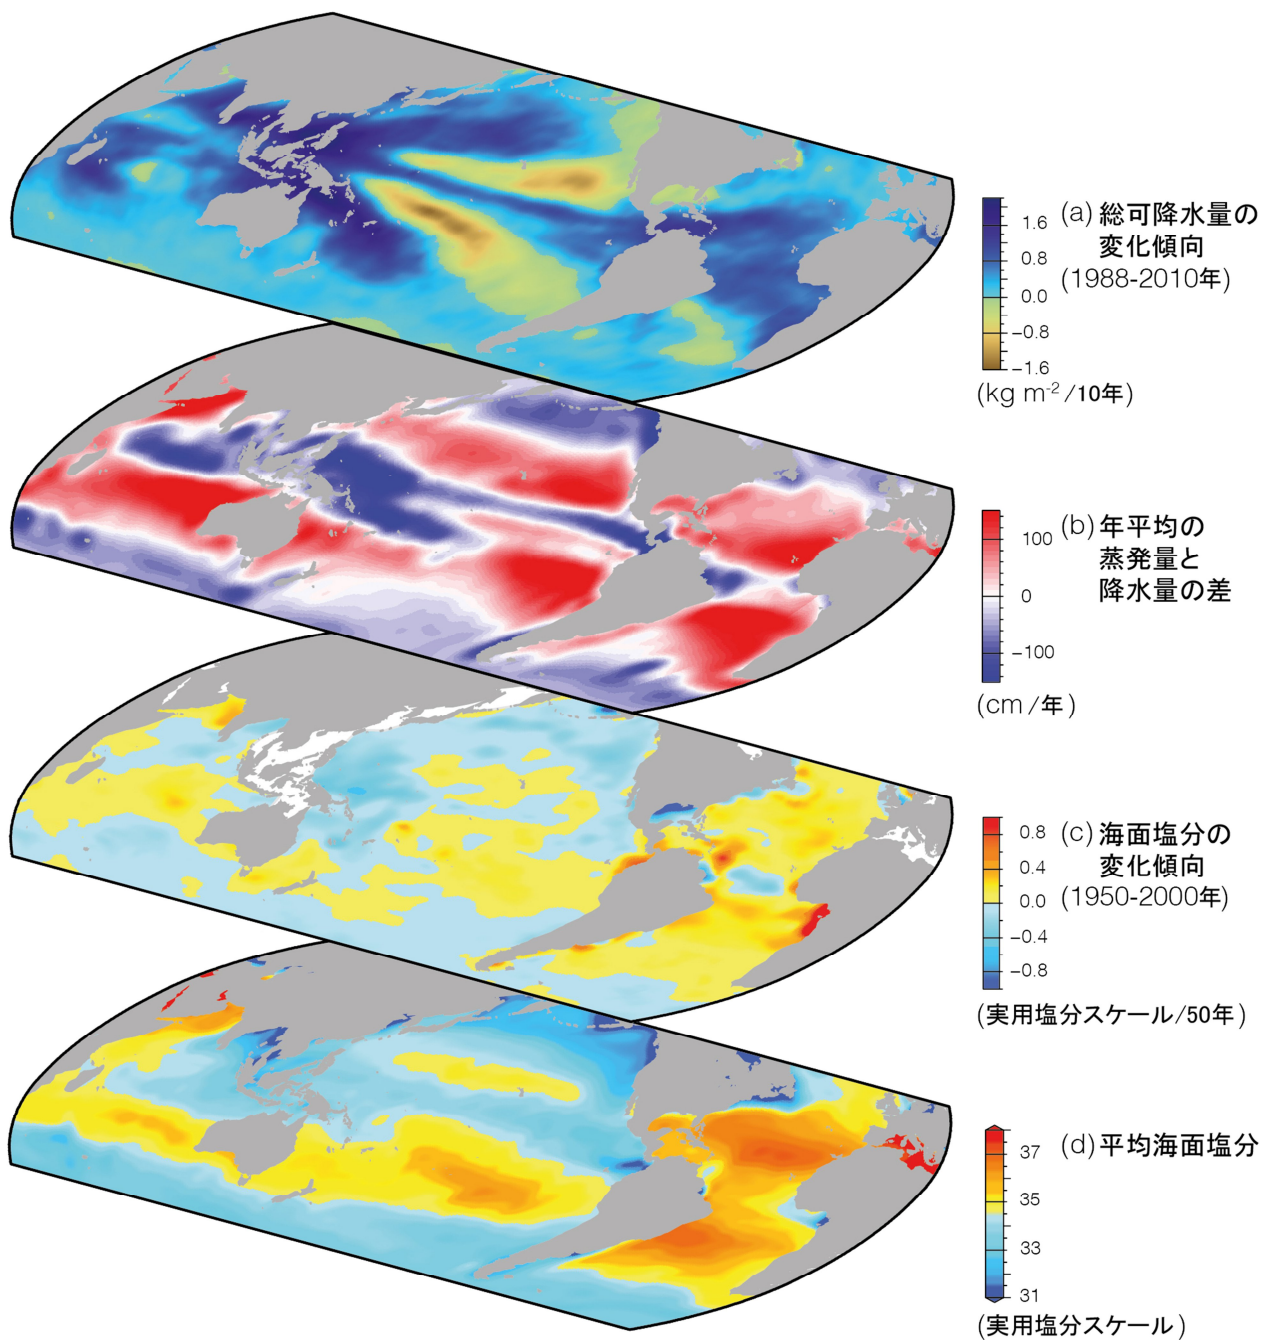 1.6
0.8
0.0
−0.8
−1.6
(a) 総可降水量の
変化傾向
(1988-2010年)
(kg m⁻² /10年)
100
0
−100
(b) 年平均の
蒸発量と
降水量の差
(cm/年)
0.8
0.4
0.0
−0.4
−0.8
(c) 海面塩分の
変化傾向
(1950-2000年)
(実用塩分スケール/50年)
37
35
33
31
(d) 平均海面塩分
(実用塩分スケール)